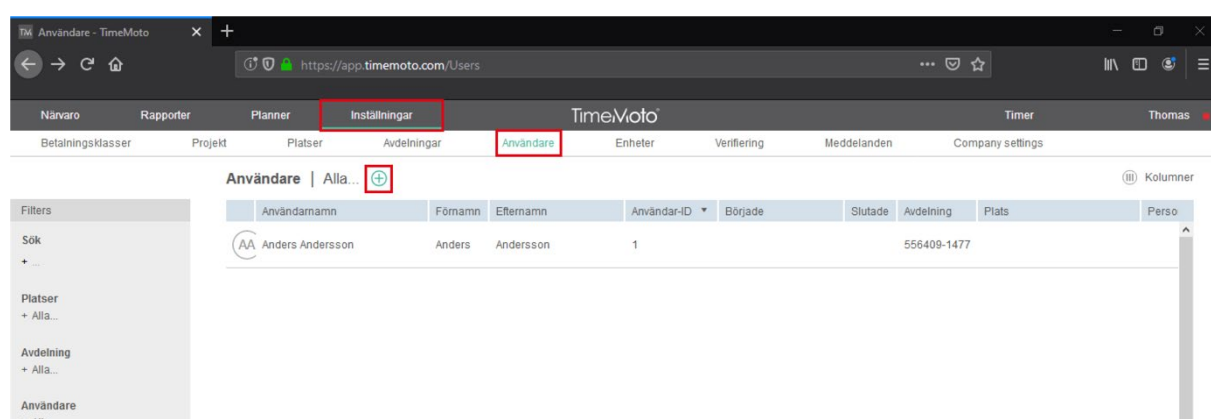 TM Användare - TimeMoto
https://app.timemoto.com/Users
Närvaro Rapporter Planner Inställningar TimeMoto Timer Thomas
Betalningsklasser Projekt Platser Avdelningar Användare Enheter Verifiering Meddelanden Company settings
Användare | Alla... Kolumner
Filters
Användarnamn Förnamn Efternamn Användar-ID Började Slutade Avdelning Plats Perso
Sök
+ ...
AA Anders Andersson Anders Andersson 1 556409-1477
Platser
+ Alla...
Avdelning
+ Alla...
Användare